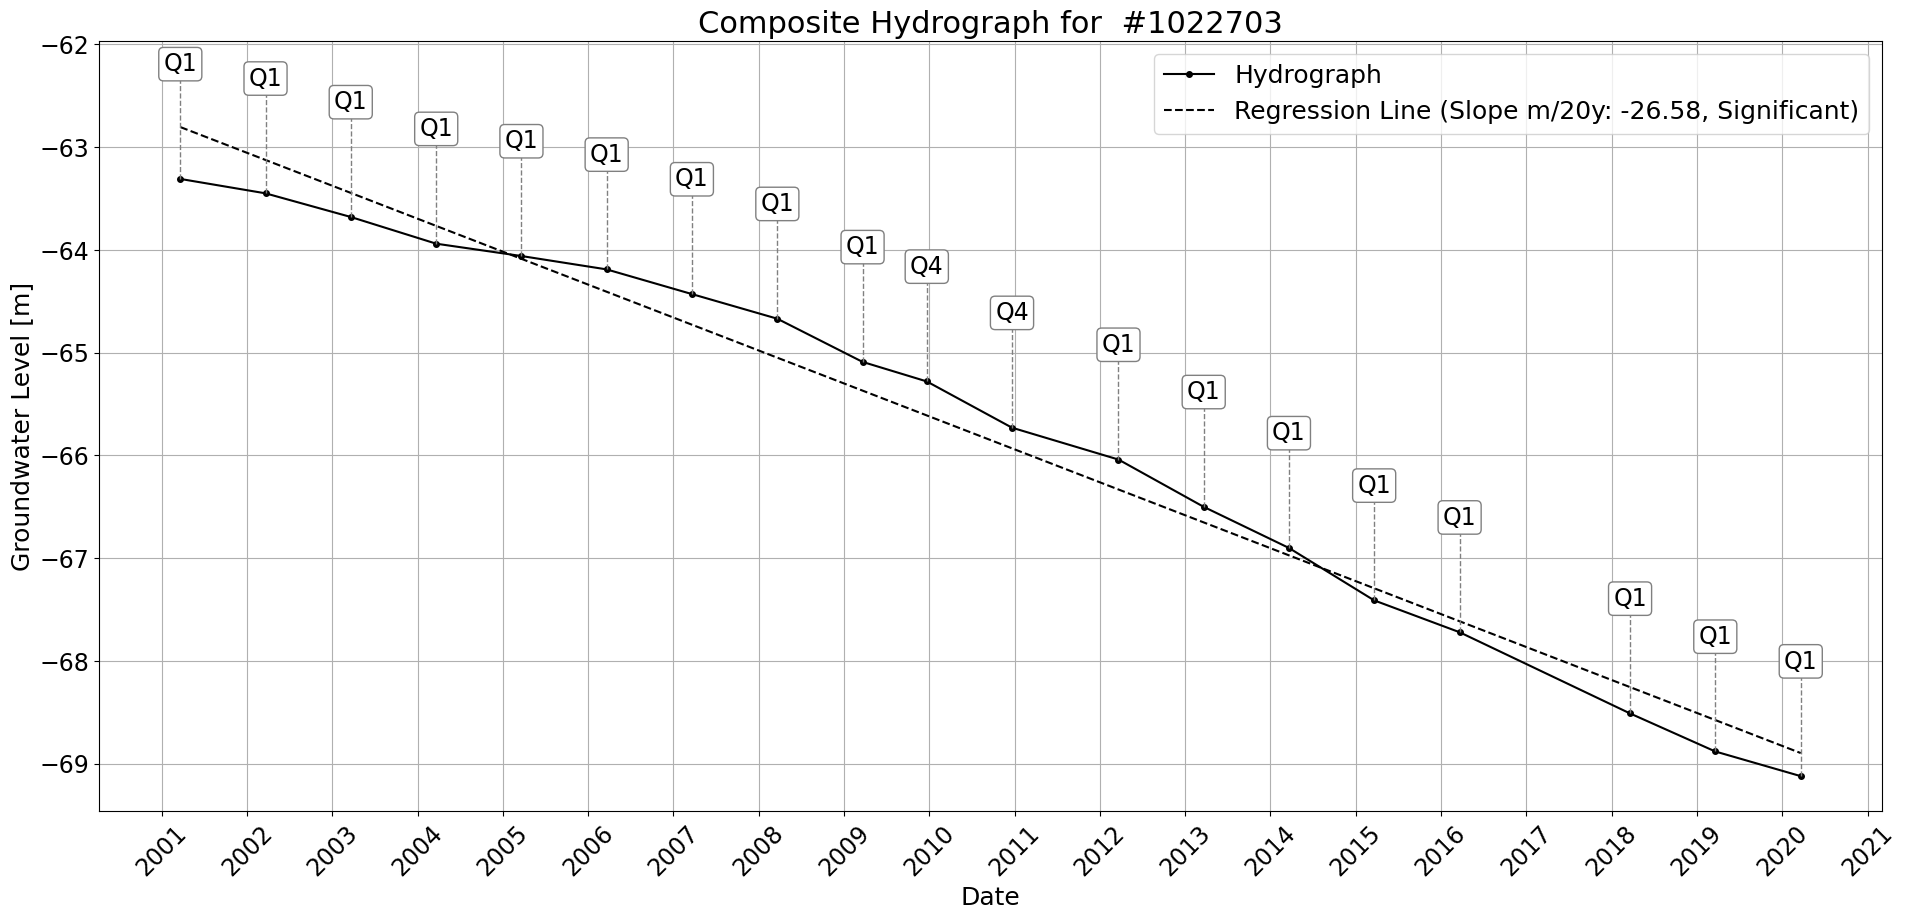 Composite Hydrograph for #1022703
Hydrograph
Regression Line (Slope m/20y: -26.58, Significant)
Groundwater Level [m]
−62
−63
−64
−65
−66
−67
−68
−69
Q1
Q1
Q1
Q1
Q1
Q1
Q1
Q1
Q1
Q4
Q4
Q1
Q1
Q1
Q1
Q1
Q1
Q1
Q1
2001
2002
2003
2004
2005
2006
2007
2008
2009
2010
2011
2012
2013
2014
2015
2016
2017
2018
2019
2020
2021
Date